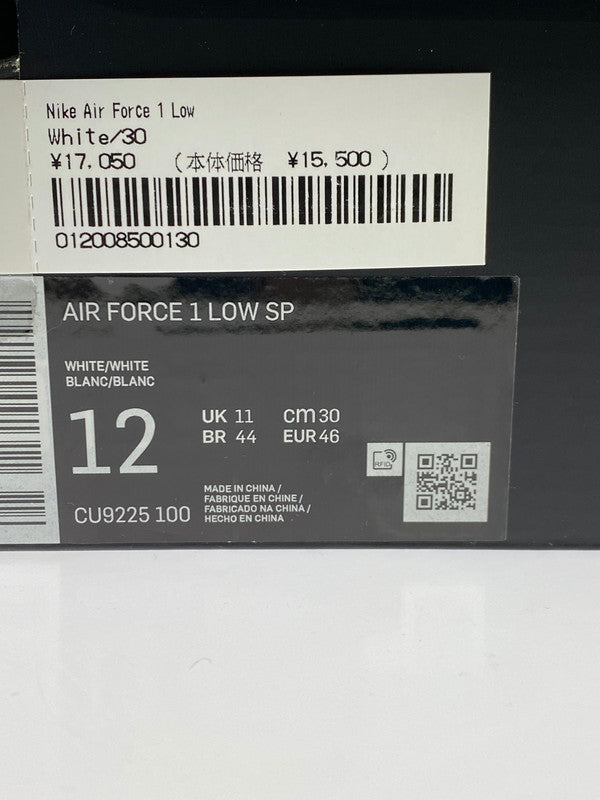 Nike Air Force 1 Low
White/30
¥17,050 (本体価格 ¥15,500 )
012008500130
AIR FORCE 1 LOW SP
WHITE/WHITE
BLANC/BLANC
12
UK 11 cm 30
BR 44 EUR 46
RFID
CU9225 100
MADE IN CHINA /
FABRIQUE EN CHINE /
FABRICADO NA CHINA /
HECHO EN CHINA